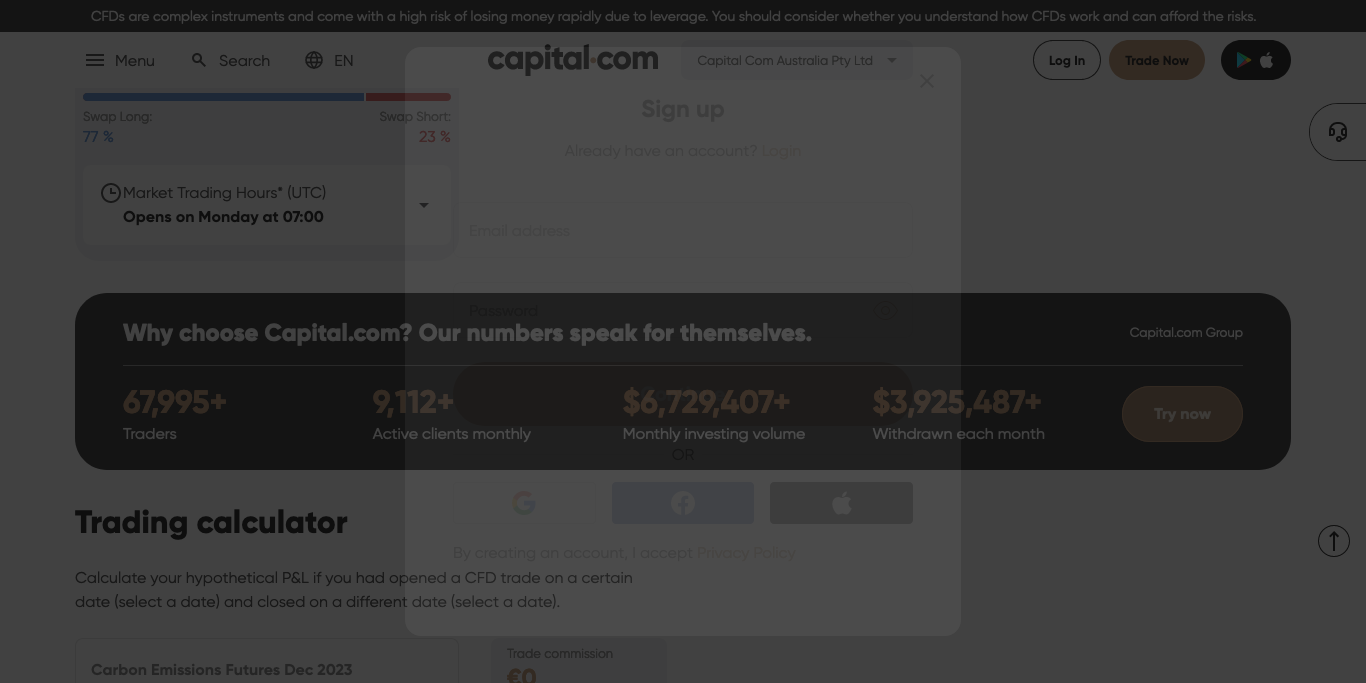 CFDs are complex instruments and come with a high risk of losing money rapidly due to leverage. You should consider whether you understand how CFDs work and can afford the risks.
Menu
Search
EN
capital.com
Capital Com Australia Pty Ltd
Log In
Trade Now
Sign up
Already have an account? Login
Swap Long:
Swap Short:
77 %
23 %
Market Trading Hours* (UTC)
Opens on Monday at 07:00
Email address
Password
Why choose Capital.com? Our numbers speak for themselves.
Capital.com Group
67,995+
9,112+
$6,729,407+
$3,925,487+
Try now
Traders
Active clients monthly
Monthly investing volume
Withdrawn each month
OR
Trading calculator
By creating an account, I accept Privacy Policy
Calculate your hypothetical P&L if you had opened a CFD trade on a certain
date (select a date) and closed on a different date (select a date).
Carbon Emissions Futures Dec 2023
Trade commission
€0